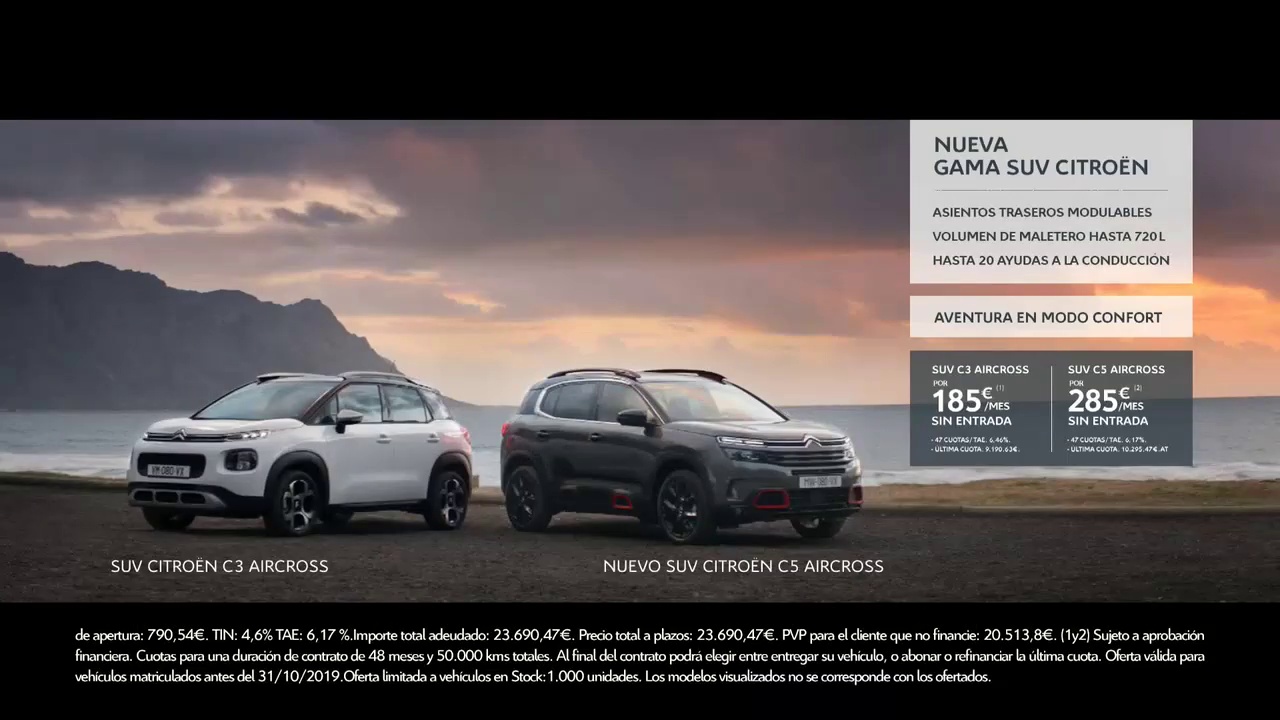 NUEVA
GAMA SUV CITROËN
ASIENTOS TRASEROS MODULABLES
VOLUMEN DE MALETERO HASTA 720 L
HASTA 20 AYUDAS A LA CONDUCCIÓN
AVENTURA EN MODO CONFORT
SUV C3 AIRCROSS
POR
185€(1)/MES
SIN ENTRADA
· 47 CUOTAS/TAE. 6,46%.
· ÚLTIMA CUOTA. 9.190.63€.
SUV C5 AIRCROSS
POR
285€(2)/MES
SIN ENTRADA
· 47 CUOTAS/TAE. 6,17%.
· ÚLTIMA CUOTA. 10.295.47€.AT
VM 080 VX
MW-080-VX
SUV CITROËN C3 AIRCROSS
NUEVO SUV CITROËN C5 AIRCROSS
de apertura: 790,54€. TIN: 4,6% TAE: 6,17 %.Importe total adeudado: 23.690,47€. Precio total a plazos: 23.690,47€. PVP para el cliente que no financie: 20.513,8€. (1y2) Sujeto a aprobación
financiera. Cuotas para una duración de contrato de 48 meses y 50.000 kms totales. Al final del contrato podrá elegir entre entregar su vehículo, o abonar o refinanciar la última cuota. Oferta válida para
vehículos matriculados antes del 31/10/2019.Oferta limitada a vehículos en Stock:1.000 unidades. Los modelos visualizados no se corresponde con los ofertados.